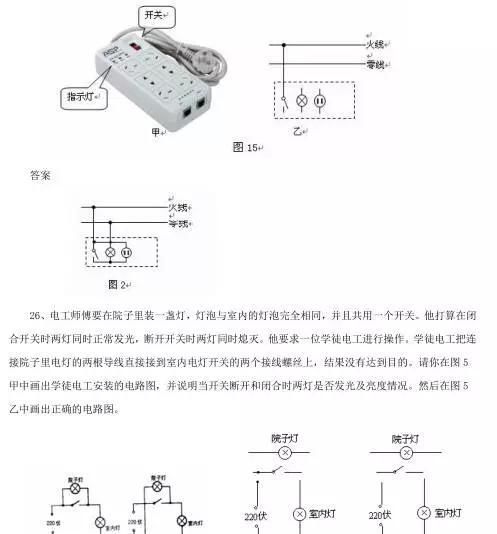 开关
火线
零线
指示灯
甲
乙
图 15
答案
火线
零线
图 2
26、电工师傅要在院子里装一盏灯，灯泡与室内的灯泡完全相同，并且共用一个开关。他打算在闭
合开关时两灯同时正常发光，断开开关时两灯同时熄灭。他要求一位学徒电工进行操作。学徒电工把连
接院子里电灯的两根导线直接接到室内电灯开关的两个接线螺丝上，结果没有达到目的。请你在图 5
甲中画出学徒电工安装的电路图，并说明当开关断开和闭合时两灯是否发光及亮度情况。然后在图 5
乙中画出正确的电路图。
院子灯
院子灯
院子灯
院子灯
220伏
室内灯
220伏
室内灯
220伏
室内灯
220伏
室内灯